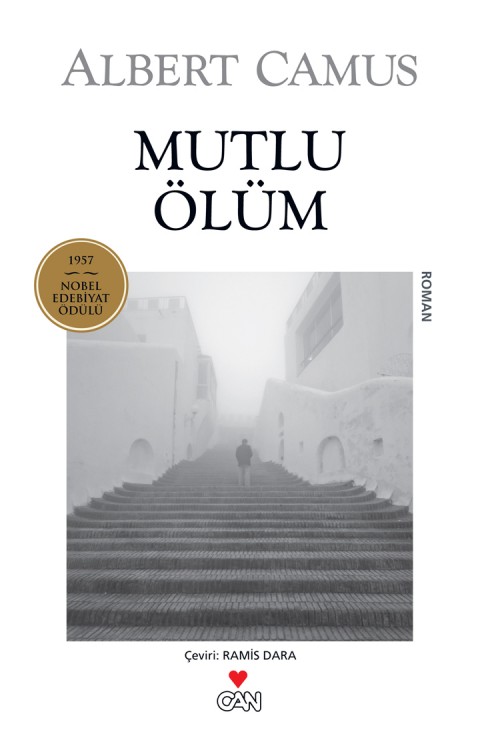 ALBERT CAMUS
MUTLU
ÖLÜM
1957
NOBEL
EDEBİYAT
ÖDÜLÜ
ROMAN
Çeviri: RAMİS DARA
CAN